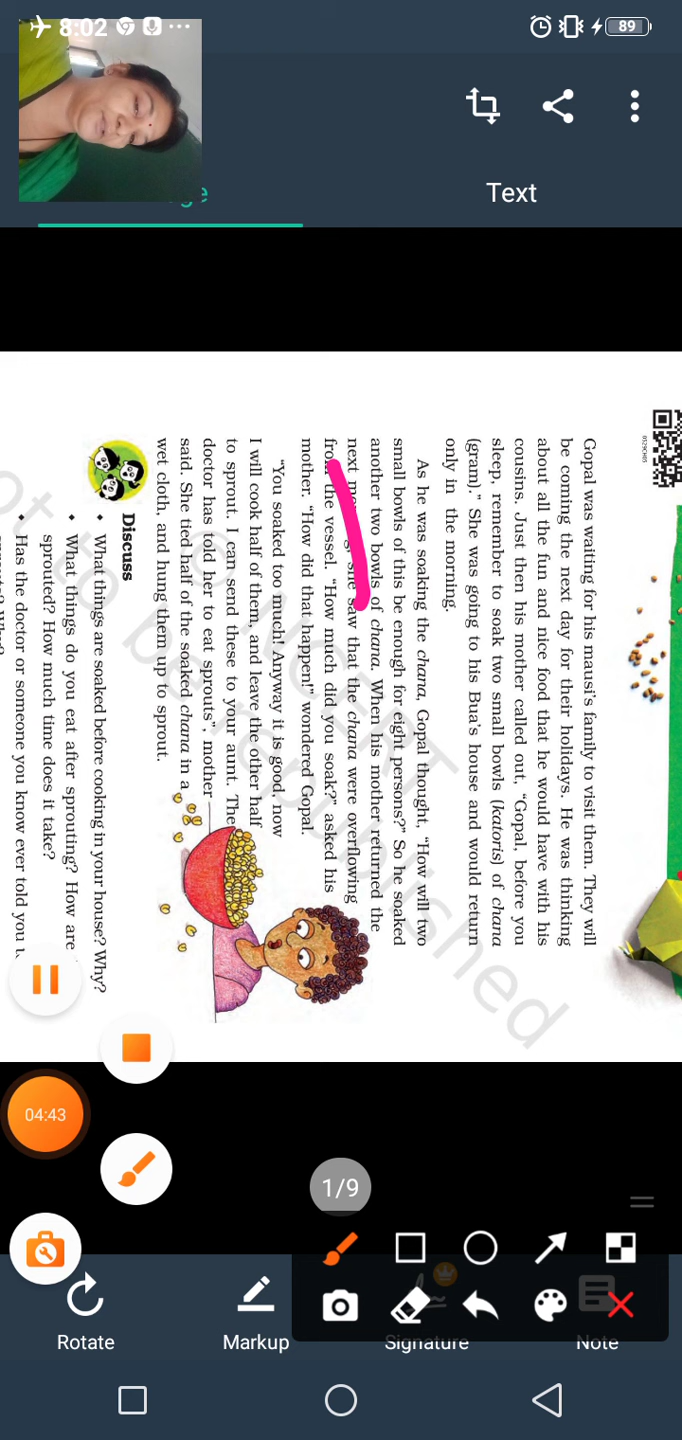 8:02
89
Text
0529CH05
Gopal was waiting for his mausi's family to visit them. They will
be coming the next day for their holidays. He was thinking
about all the fun and nice food that he would have with his
cousins. Just then his mother called out, “Gopal, before you
sleep, remember to soak two small bowls (katoris) of chana
(gram).” She was going to his Bua's house and would return
only in the morning.
As he was soaking the chana, Gopal thought, “How will two
small bowls of this be enough for eight persons?” So he soaked
another two bowls of chana. When his mother returned the
next she saw that the chana were overflowing
from the vessel. “How much did you soak?” asked his
mother. “How did that happen!” wondered Gopal.
“You soaked too much! Anyway it is good, now
I will cook half of them and leave the other half
to sprout. I can send these to your aunt. The
doctor has told her to eat sprouts”, mother
said. She tied half of the soaked chana in a
wet cloth, and hung them up to sprout.
Discuss
• What things are soaked before cooking in your house? Why?
• What things do you eat after sprouting? How are
sprouted? How much time does it take?
• Has the doctor or someone you know ever told you
© NCERT
not to be republished
04:43
1/9
Rotate
Markup
Signature
Note